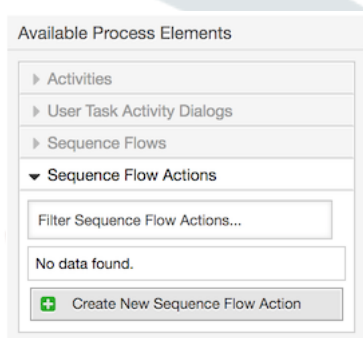 Available Process Elements
Activities
User Task Activity Dialogs
Sequence Flows
Sequence Flow Actions
Filter Sequence Flow Actions...
No data found.
Create New Sequence Flow Action